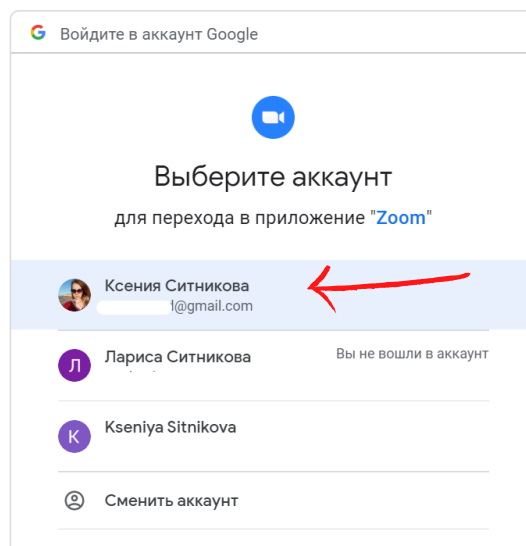 Войдите в аккаунт Google
Выберите аккаунт
для перехода в приложение "Zoom"
Ксения Ситникова
d@gmail.com
Лариса Ситникова
Вы не вошли в аккаунт
Л
Kseniya Sitnikova
K
Сменить аккаунт